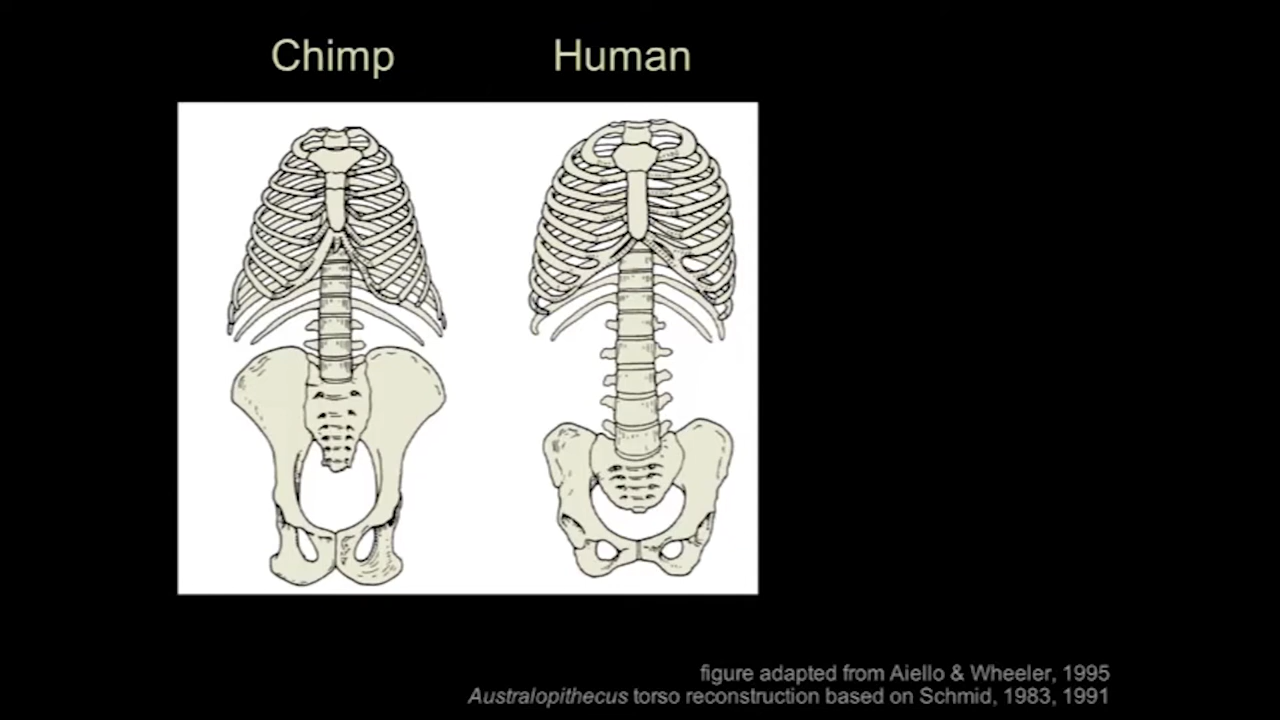 Chimp Human
figure adapted from Aiello & Wheeler, 1995
Australopithecus torso reconstruction based on Schmid, 1983, 1991